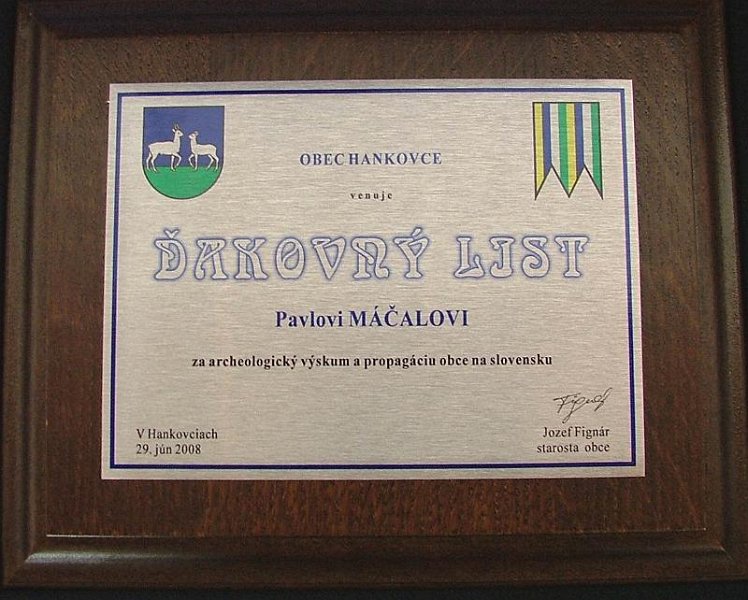 OBEC HANKOVCE
venuje
ĎAKOVNÝ LIST
Pavlovi MÁČALOVI
za archeologický výskum a propagáciu obce na slovensku
V Hankovciach
29. jún 2008
Jozef Fignár
starosta obce